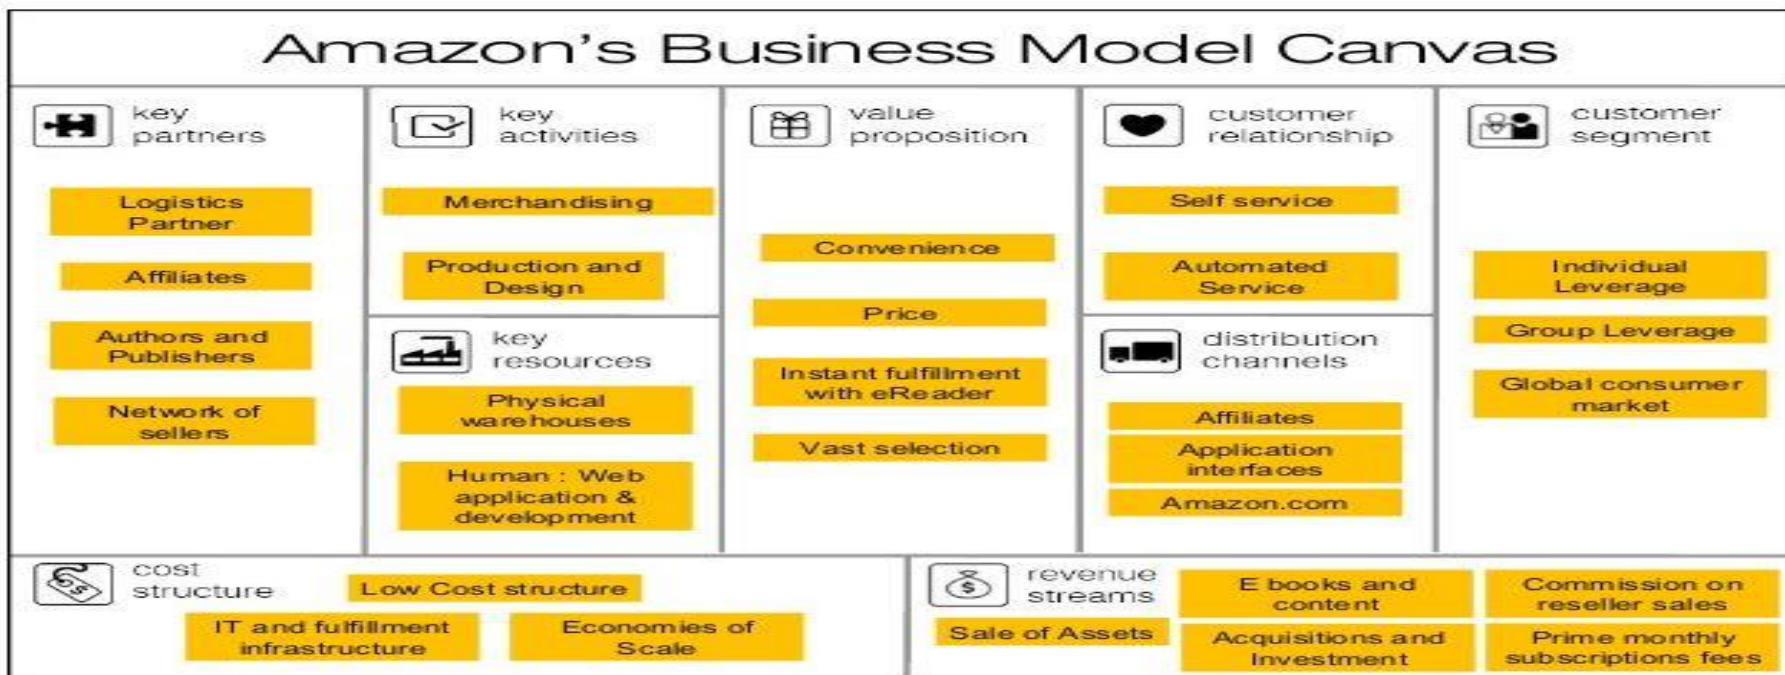 Amazon's Business Model Canvas
key
partners
Logistics
Partner
Affiliates
Authors and
Publishers
Network of
sellers
key
activities
Merchandising
Production and
Design
key
resources
Physical
warehouses
Human : Web
application &
development
value
proposition
Convenience
Price
Instant fulfillment
with eReader
Vast selection
customer
relationship
Self service
Automated
Service
distribution
channels
Affiliates
Application
interfaces
Amazon.com
customer
segment
Individual
Leverage
Group Leverage
Global consumer
market
cost
structure
Low Cost structure
IT and fulfillment
infrastructure
Economies of
Scale
revenue
streams
Sale of Assets
E books and
content
Acquisitions and
Investment
Commission on
reseller sales
Prime monthly
subscriptions fees